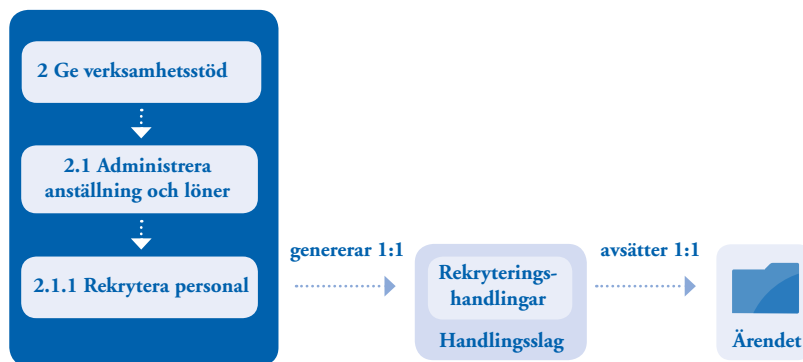 2 Ge verksamhetsstöd
2.1 Administrera
anställning och löner
2.1.1 Rekrytera personal
genererar 1:1
Rekryterings-
handlingar
Handlingsslag
avsätter 1:1
Ärendet